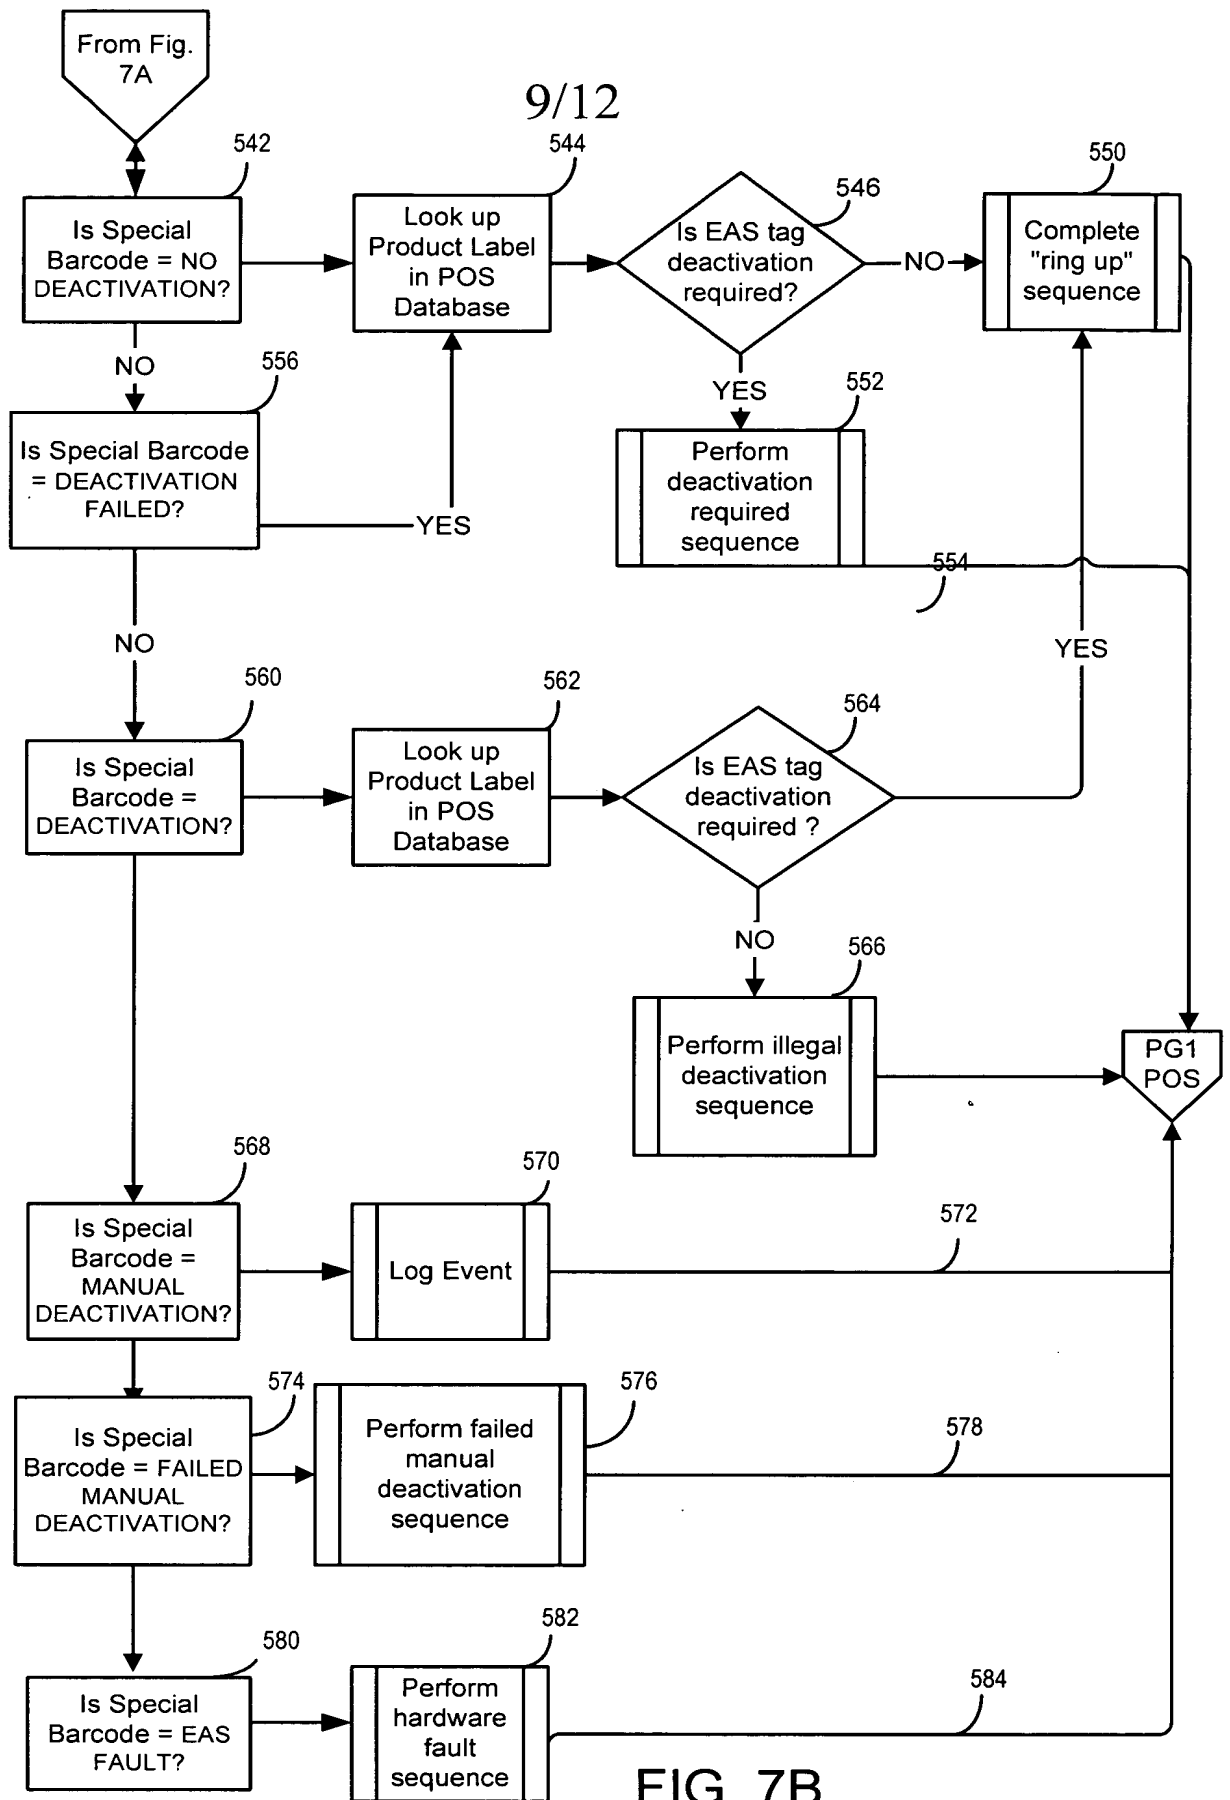 From Fig.
7A
9/12
542
Is Special
Barcode = NO
DEACTIVATION?
544
Look up
Product Label
in POS
Database
546
Is EAS tag
deactivation
required?
NO
550
Complete
"ring up"
sequence
NO
YES
556
Is Special Barcode
= DEACTIVATION
FAILED?
YES
552
Perform
deactivation
required
sequence
554
NO
YES
560
Is Special
Barcode =
DEACTIVATION?
562
Look up
Product Label
in POS
Database
564
Is EAS tag
deactivation
required ?
NO
566
Perform illegal
deactivation
sequence
PG1
POS
568
Is Special
Barcode =
MANUAL
DEACTIVATION?
570
Log Event
572
574
Is Special
Barcode = FAILED
MANUAL
DEACTIVATION?
576
Perform failed
manual
deactivation
sequence
578
580
Is Special
Barcode = EAS
FAULT?
582
Perform
hardware
fault
sequence
584
FIG. 7B